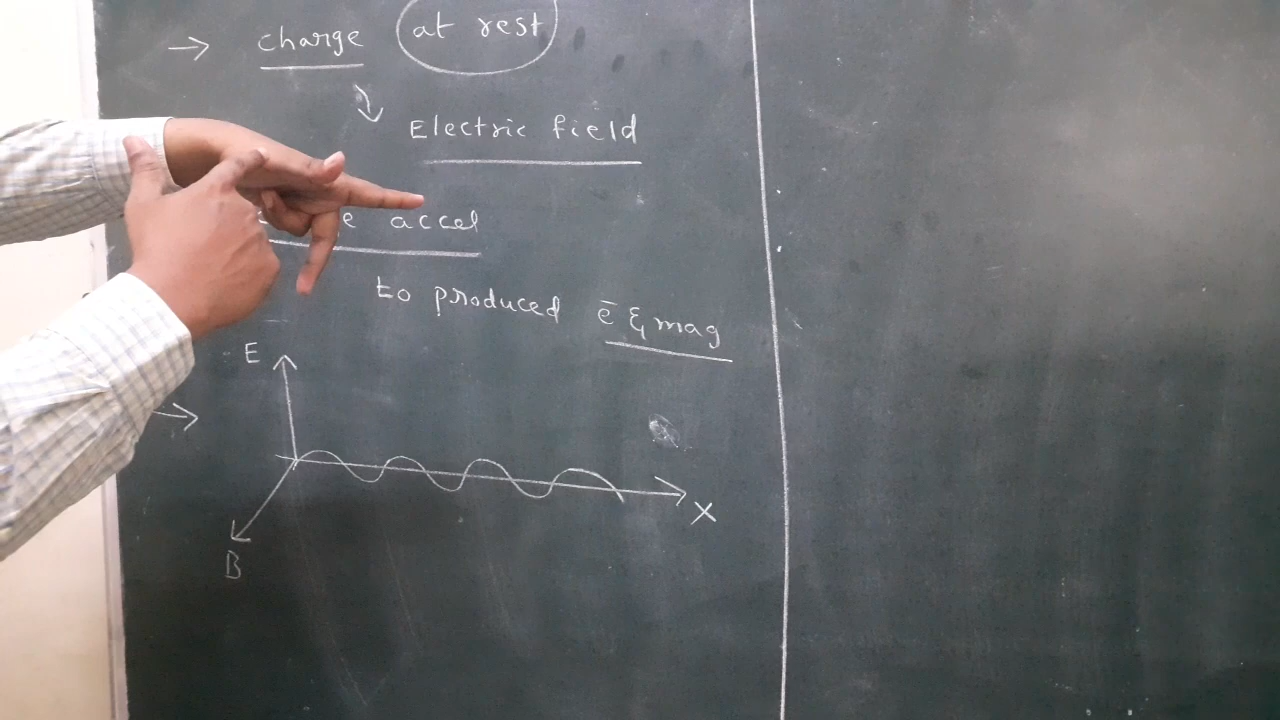 → charge at rest
Electric field
accel
to produced ē & mag
E
X
B